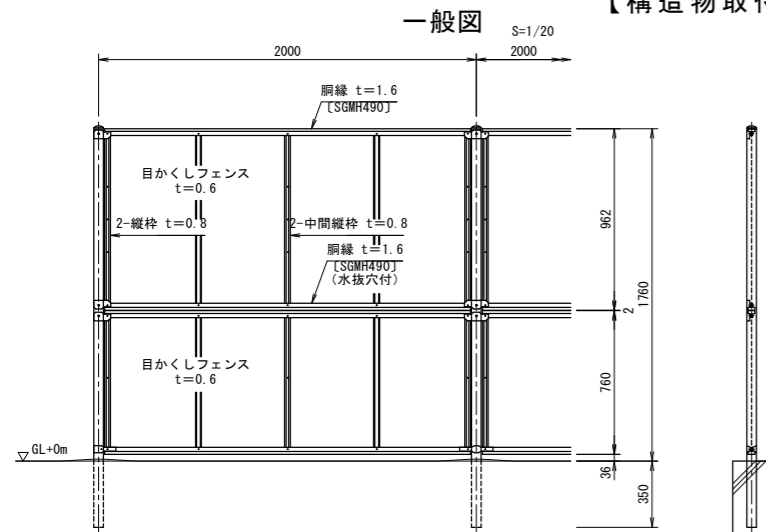 一般図
S=1/20
【構造物取付
2000
2000
胴縁 t=1.6
[SGMH490]
目かくしフェンス
t=0.6
2-縦枠 t=0.8
2-中間縦枠 t=0.8
胴縁 t=1.6
[SGMH490]
(水抜穴付)
962
2
1760
760
目かくしフェンス
t=0.6
GL+0m
36
350